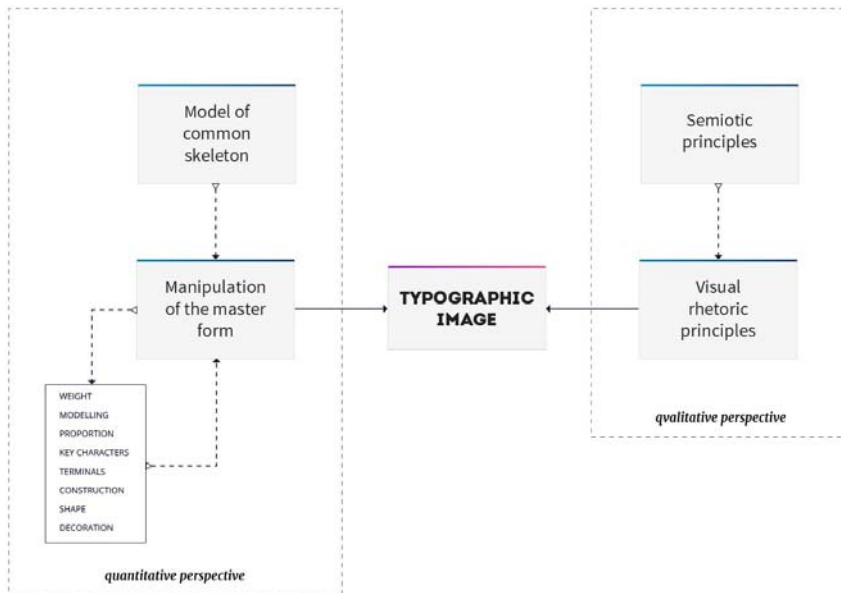 Model of
common
skeleton
Manipulation
of the master
form
WEIGHT
MODELLING
PROPORTION
KEY CHARACTERS
TERMINALS
CONSTRUCTION
SHAPE
DECORATION
quantitative perspective
TYPOGRAPHIC
IMAGE
Semiotic
principles
Visual
rhetoric
principles
qvalitative perspective